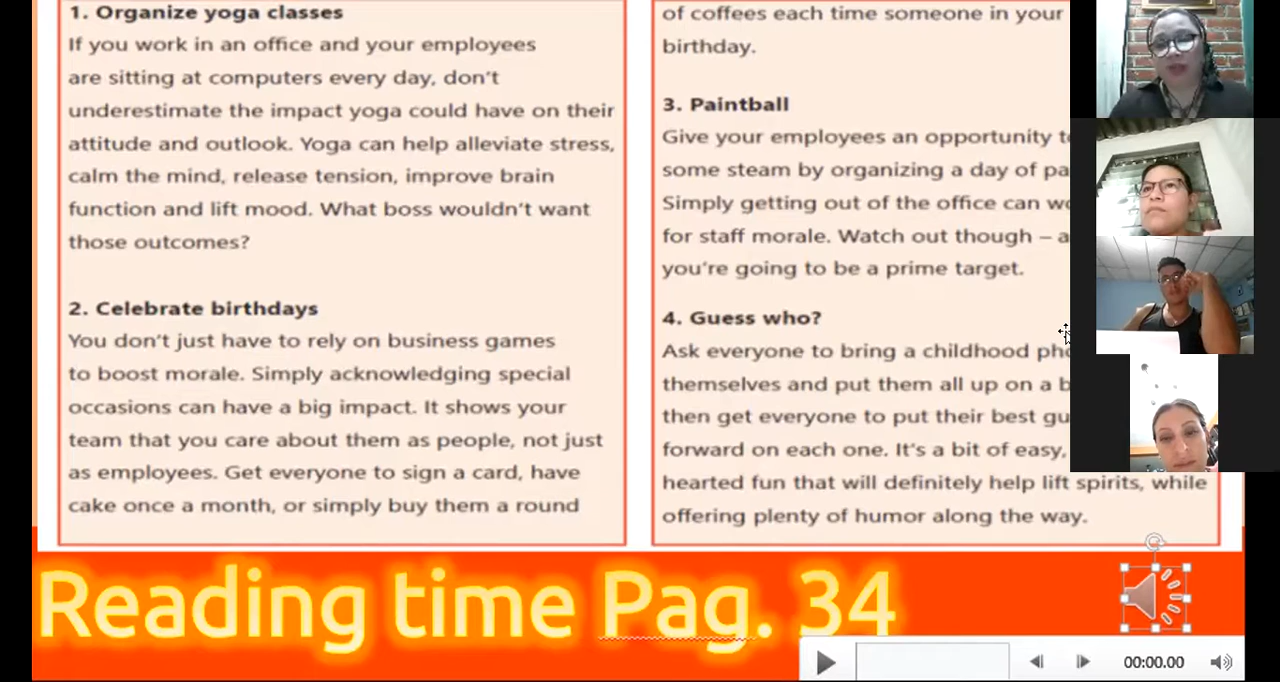 1. Organize yoga classes
If you work in an office and your employees
are sitting at computers every day, don't
underestimate the impact yoga could have on their
attitude and outlook. Yoga can help alleviate stress,
calm the mind, release tension, improve brain
function and lift mood. What boss wouldn't want
those outcomes?
2. Celebrate birthdays
You don't just have to rely on business games
to boost morale. Simply acknowledging special
occasions can have a big impact. It shows your
team that you care about them as people, not just
as employees. Get everyone to sign a card, have
cake once a month, or simply buy them a round
of coffees each time someone in your
birthday.
3. Paintball
Give your employees an opportunity
some steam by organizing a day of
Simply getting out of the office can
for staff morale. Watch out though –
you're going to be a prime target.
4. Guess who?
Ask everyone to bring a childhood
themselves and put them all up on a
then get everyone to put their best
forward on each one. It's a bit of easy,
hearted fun that will definitely help lift spirits, while
offering plenty of humor along the way.
Reading time Pag. 34
00:00.00